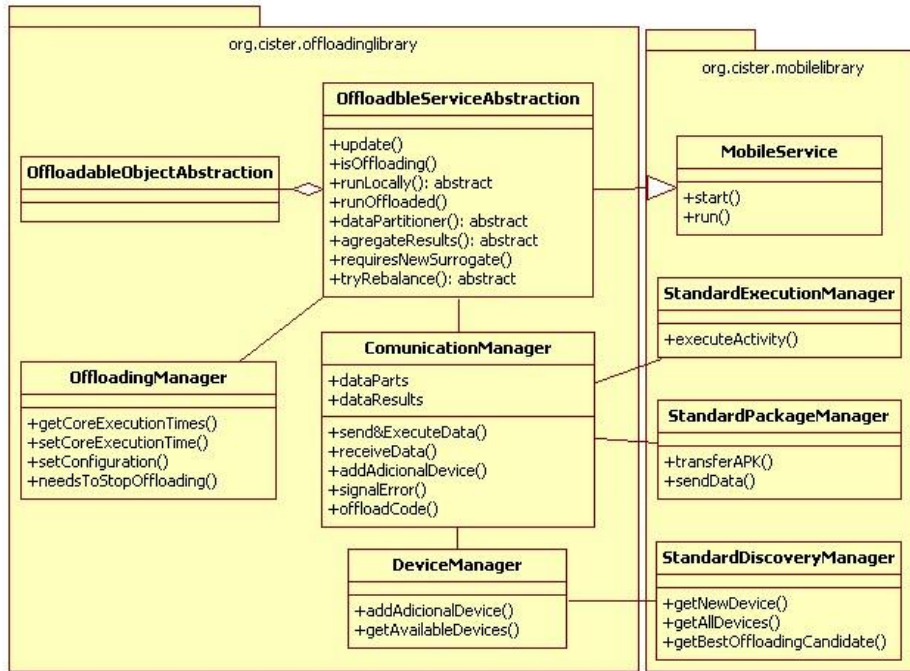 org.cister.offloadinglibrary
OffloadbleServiceAbstraction
+update()
+isOffloading()
+runLocally(): abstract
+runOffloaded()
+dataPartitioner(): abstract
+agregateResults(): abstract
+requiresNewSurrogate()
+tryRebalance(): abstract
OffloadableObjectAbstraction
OffloadingManager
+getCoreExecutionTimes()
+setCoreExecutionTime()
+setConfiguration()
+needsToStopOffloading()
ComunicationManager
+dataParts
+dataResults
+send&ExecuteData()
+receiveData()
+addAdicionalDevice()
+signalError()
+offloadCode()
DeviceManager
+addAdicionalDevice()
+getAvailableDevices()
org.cister.mobilelibrary
MobileService
+start()
+run()
StandardExecutionManager
+executeActivity()
StandardPackageManager
+transferAPK()
+sendData()
StandardDiscoveryManager
+getNewDevice()
+getAllDevices()
+getBestOffloadingCandidate()